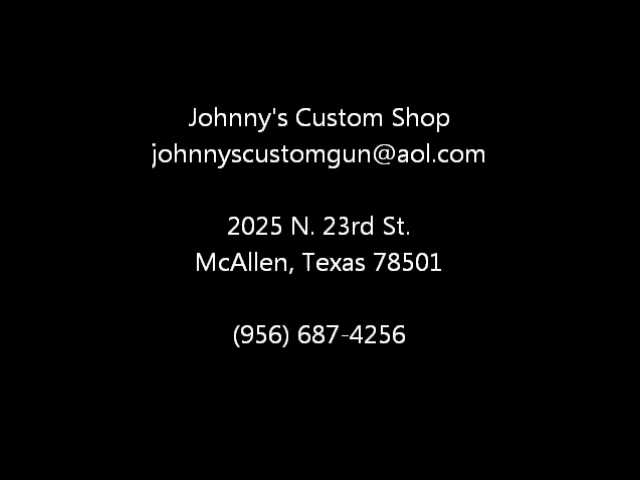 Johnny's Custom Shop
johnnyscustomgun@aol.com
2025 N. 23rd St.
McAllen, Texas 78501
(956) 687-4256